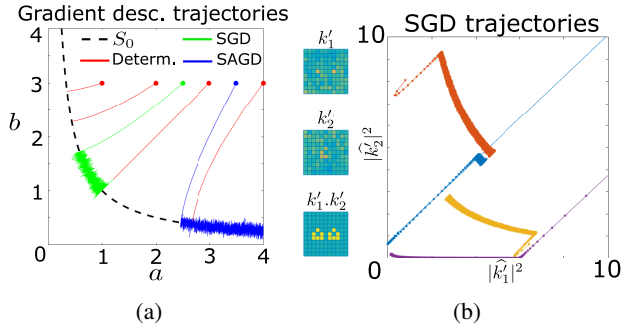 Gradient desc. trajectories
S₀ SGD
Determ. SAGD
4
3
b
2
1
0
1 2 3 4
a
(a)
k′₁
k′₂
k′₁.k′₂
SGD trajectories
10
|k̂′₂|²
0
|k̂′₁|²
10
(b)